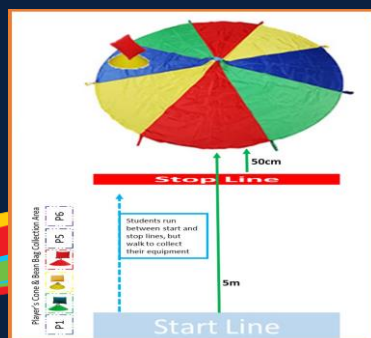 50cm
Stop Line
Students run
between start and
stop lines, but
walk to collect
their equipment
5m
Start Line
Player's Cone & Bean Bag Collection Area
P6
P5
P1